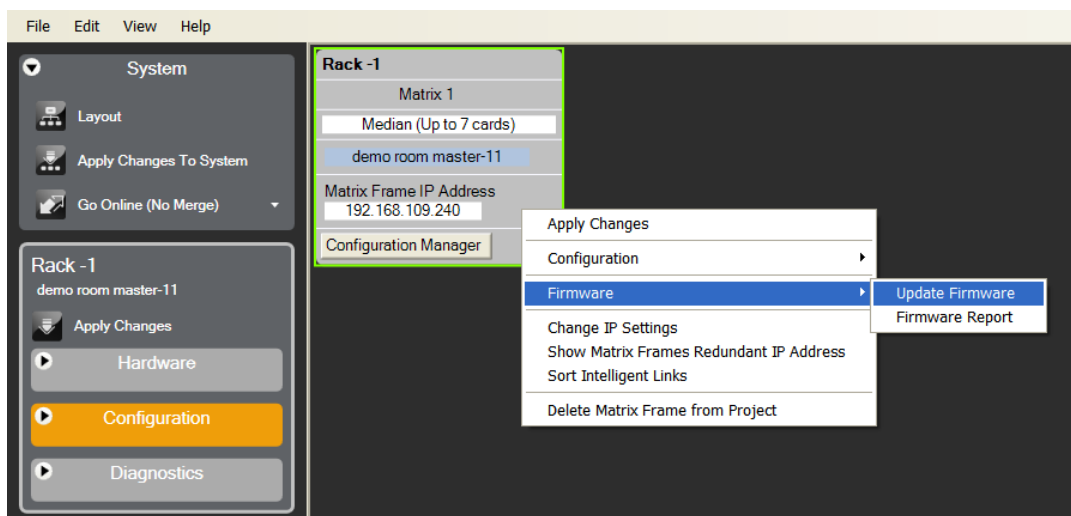 File Edit View Help
System
Layout
Apply Changes To System
Go Online (No Merge)
Rack -1
demo room master-11
Apply Changes
Hardware
Configuration
Diagnostics
Rack -1
Matrix 1
Median (Up to 7 cards)
demo room master-11
Matrix Frame IP Address
192.168.109.240
Configuration Manager
Apply Changes
Configuration
Firmware
Change IP Settings
Show Matrix Frames Redundant IP Address
Sort Intelligent Links
Delete Matrix Frame from Project
Update Firmware
Firmware Report